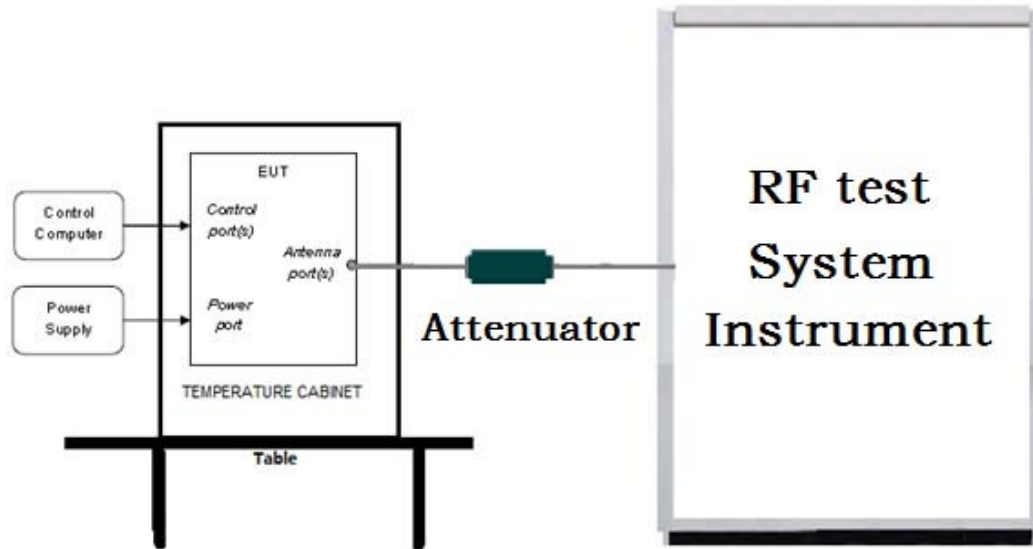 Control
Computer
Power
Supply
EUT
Control
port(s)
Antenna
port(s)
Power
port
TEMPERATURE CABINET
Table
Attenuator
RF test
System
Instrument